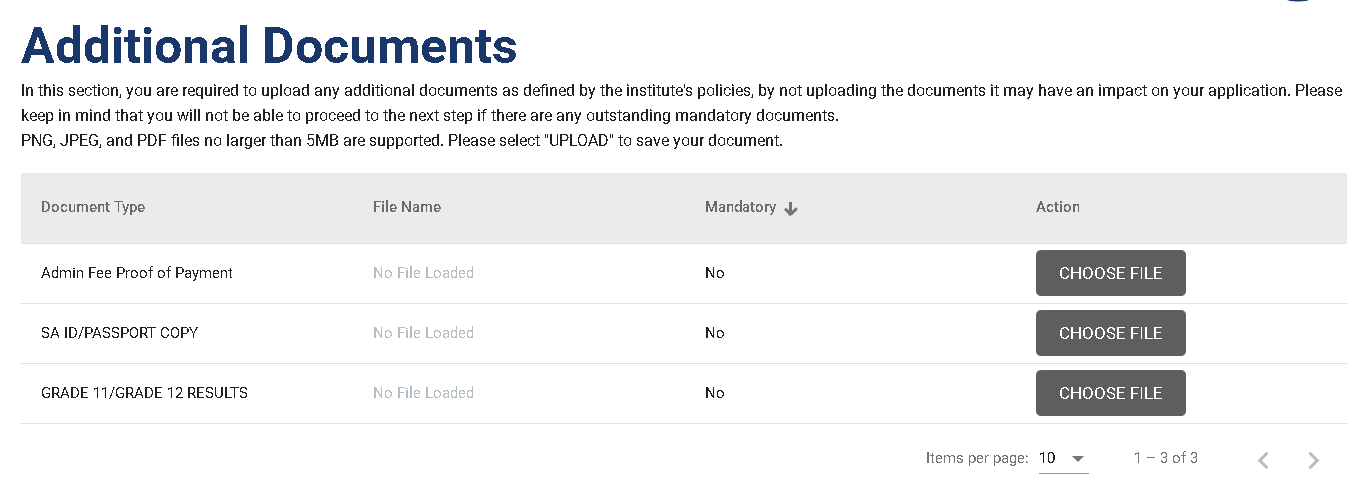 Additional Documents
In this section, you are required to upload any additional documents as defined by the institute's policies, by not uploading the documents it may have an impact on your application. Please
keep in mind that you will not be able to proceed to the next step if there are any outstanding mandatory documents.
PNG, JPEG, and PDF files no larger than 5MB are supported. Please select "UPLOAD" to save your document.
Document Type File Name Mandatory Action
Admin Fee Proof of Payment No File Loaded No CHOOSE FILE
SA ID/PASSPORT COPY No File Loaded No CHOOSE FILE
GRADE 11/GRADE 12 RESULTS No File Loaded No CHOOSE FILE
Items per page: 10 1 – 3 of 3